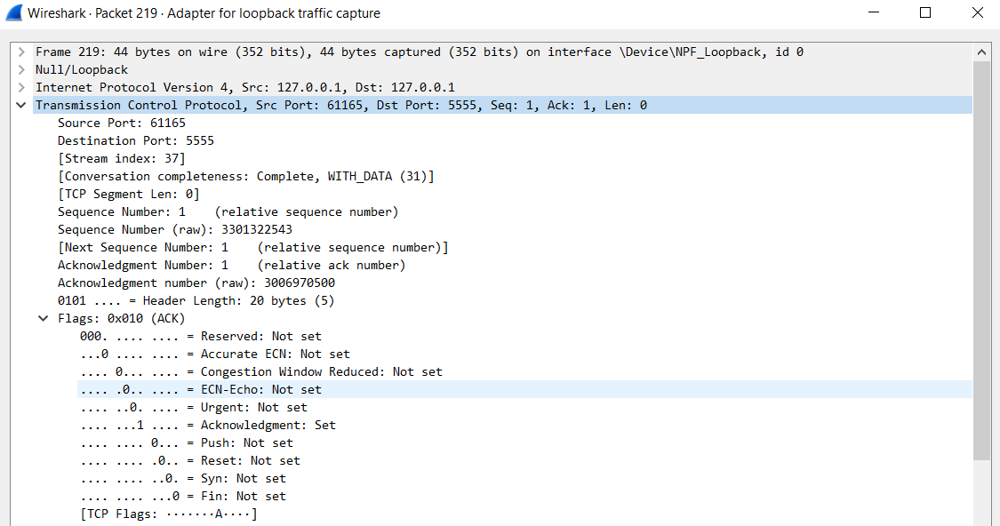 Wireshark · Packet 219 · Adapter for loopback traffic capture
Frame 219: 44 bytes on wire (352 bits), 44 bytes captured (352 bits) on interface \Device\NPF_Loopback, id 0
Null/Loopback
Internet Protocol Version 4, Src: 127.0.0.1, Dst: 127.0.0.1
Transmission Control Protocol, Src Port: 61165, Dst Port: 5555, Seq: 1, Ack: 1, Len: 0
Source Port: 61165
Destination Port: 5555
[Stream index: 37]
[Conversation completeness: Complete, WITH_DATA (31)]
[TCP Segment Len: 0]
Sequence Number: 1    (relative sequence number)
Sequence Number (raw): 3301322543
[Next Sequence Number: 1    (relative sequence number)]
Acknowledgment Number: 1    (relative ack number)
Acknowledgment number (raw): 3006970500
0101 .... = Header Length: 20 bytes (5)
Flags: 0x010 (ACK)
000. .... .... = Reserved: Not set
...0 .... .... = Accurate ECN: Not set
.... 0... .... = Congestion Window Reduced: Not set
.... .0.. .... = ECN-Echo: Not set
.... ..0. .... = Urgent: Not set
.... ...1 .... = Acknowledgment: Set
.... .... 0... = Push: Not set
.... .... .0.. = Reset: Not set
.... .... ..0. = Syn: Not set
.... .... ...0 = Fin: Not set
[TCP Flags: ·······A····]